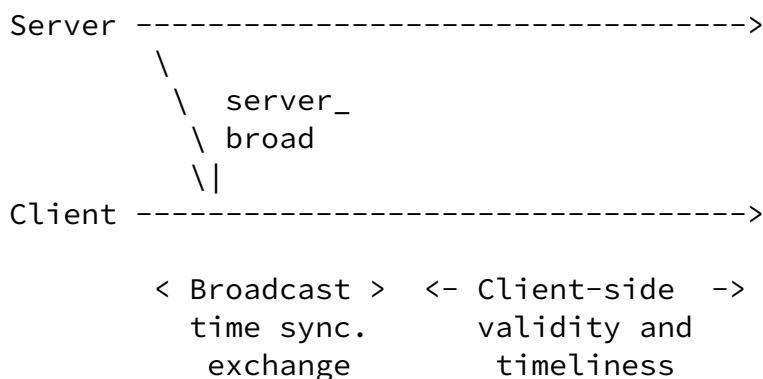 Server ---------------------------------->
\
\ server_
\ broad
\|
Client ---------------------------------->
< Broadcast > <- Client-side ->
time sync. validity and
exchange timeliness